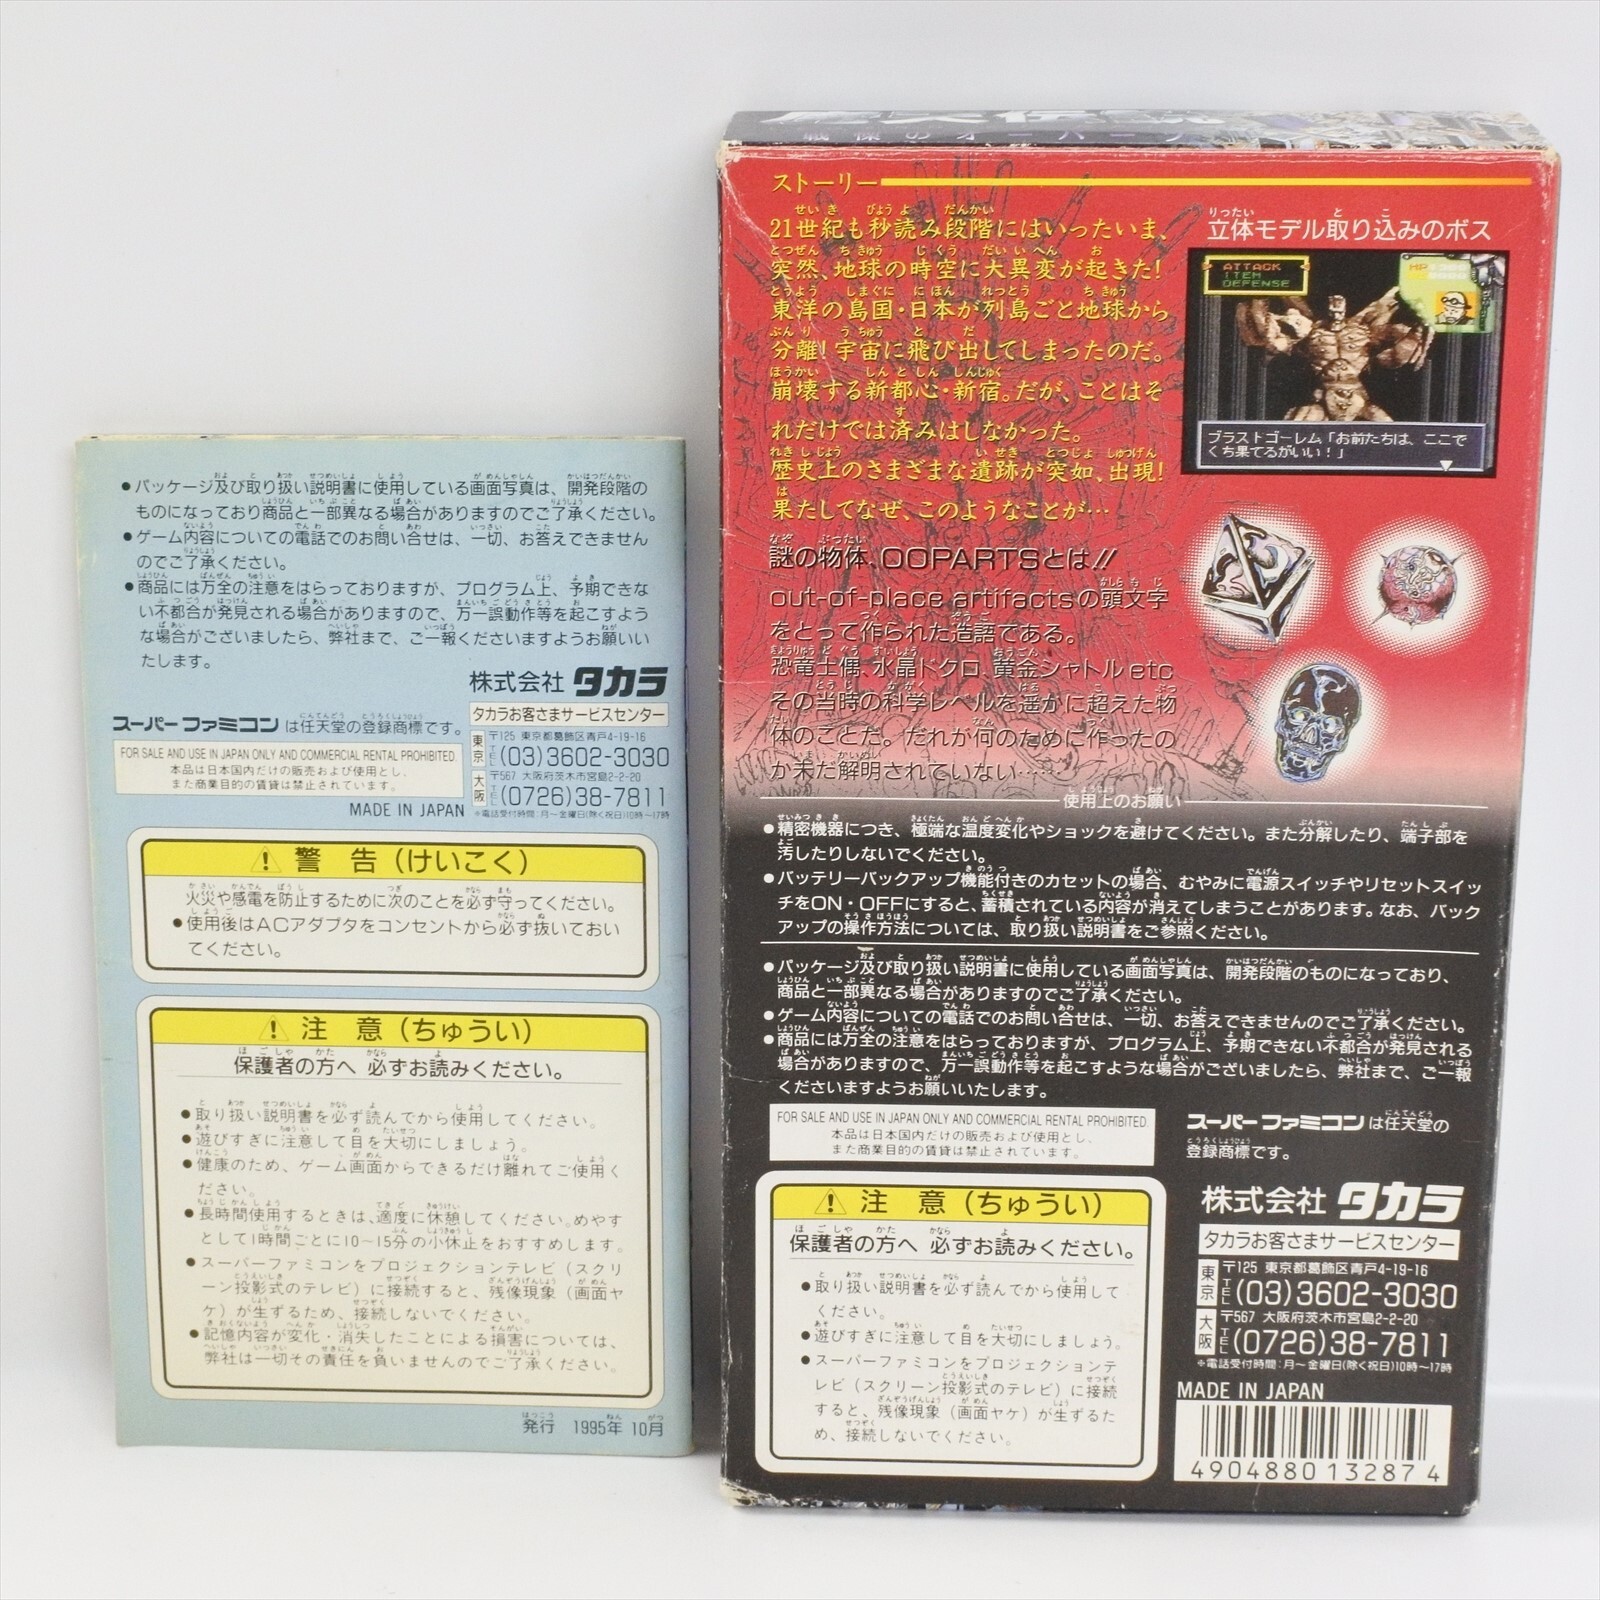 ●パッケージ及び取り扱い説明書に使用している画面写真は、開発段階の
ものになっており商品と一部異なる場合がありますのでご了承ください。
●ゲーム内容についての電話でのお問い合せは、一切、お答えできません
のでご了承ください。
●商品には万全の注意をはらっておりますが、プログラム上、予期できな
い不都合が発見される場合がありますので、万一誤動作等を起こすよう
な場合がございましたら、弊社まで、ご一報くださいますようお願いい
たします。
株式会社 タカラ
スーパーファミコンは任天堂の登録商標です。
タカラお客さまサービスセンター
FOR SALE AND USE IN JAPAN ONLY AND COMMERCIAL RENTAL PROHIBITED.
本品は日本国内だけの販売および使用とし、
また商業目的の賃貸は禁止されています。
東京 〒125 東京都葛飾区青戸4-19-16
TEL (03)3602-3030
大阪 〒567 大阪府茨木市宮島2-2-20
TEL (0726)38-7811
MADE IN JAPAN
※電話受付時間:月〜金曜日(除く祝日)10時〜17時
⚠ 警 告(けいこく)
火災や感電を防止するために次のことを必ず守ってください。
●使用後はACアダプタをコンセントから必ず抜いておい
てください。
⚠ 注 意(ちゅうい)
保護者の方へ 必ずお読みください。
●取り扱い説明書を必ず読んでから使用してください。
●遊びすぎに注意して目を大切にしましょう。
●健康のため、ゲーム画面からできるだけ離れてご使用く
ださい。
●長時間使用するときは、適度に休憩してください。めやす
として1時間ごとに10〜15分の小休止をおすすめします。
●スーパーファミコンをプロジェクションテレビ(スクリ
ーン投影式のテレビ)に接続すると、残像現象(画面ヤ
ケ)が生ずるため、接続しないでください。
●記憶内容が変化・消失したことによる損害については、
弊社は一切その責任を負いませんのでご了承ください。
発行 1995年 10月
戦慄のオーパーツ
ストーリー
21世紀も秒読み段階にはいったいま、
突然、地球の時空に大異変が起きた!
東洋の島国・日本が列島ごと地球から
分離!宇宙に飛び出してしまったのだ。
崩壊する新都心・新宿。だが、ことはそ
れだけでは済みはしなかった。
歴史上のさまざまな遺跡が突如、出現!
果たしてなぜ、このようなことが…
立体モデル取り込みのボス
ATTACK
ITEM
DEFENSE
HP
ブラストゴーレム「お前たちは、ここで
くち果てるがいい!」
謎の物体、OOPARTSとは!!
out-of-place artifactsの頭文字
をとって作られた造語である。
恐竜土偶、水晶ドクロ、黄金シャトルetc
その当時の科学レベルを遥かに超えた物
体のことだ。だれが何のために作ったの
か未だ解明されていない……
使用上のお願い
●精密機器につき、極端な温度変化やショックを避けてください。また分解したり、端子部を
汚したりしないでください。
●バッテリーバックアップ機能付きのカセットの場合、むやみに電源スイッチやリセットスイッ
チをON・OFFにすると、蓄積されている内容が消えてしまうことがあります。なお、バック
アップの操作方法については、取り扱い説明書をご参照ください。
●パッケージ及び取り扱い説明書に使用している画面写真は、開発段階のものになっており、
商品と一部異なる場合がありますのでご了承ください。
●ゲーム内容についての電話でのお問い合せは、一切、お答えできませんのでご了承ください。
●商品には万全の注意をはらっておりますが、プログラム上、予期できない不都合が発見される
場合がありますので、万一誤動作等を起こすような場合がございましたら、弊社まで、ご一報
くださいますようお願いいたします。
FOR SALE AND USE IN JAPAN ONLY AND COMMERCIAL RENTAL PROHIBITED.
本品は日本国内だけの販売および使用とし、
また商業目的の賃貸は禁止されています。
スーパーファミコンは任天堂の
登録商標です。
⚠ 注 意(ちゅうい)
保護者の方へ 必ずお読みください。
●取り扱い説明書を必ず読んでから使用して
ください。
●遊びすぎに注意して目を大切にしましょう。
●スーパーファミコンをプロジェクションテ
レビ(スクリーン投影式のテレビ)に接続
すると、残像現象(画面ヤケ)が生ずるた
め、接続しないでください。
株式会社 タカラ
タカラお客さまサービスセンター
東京 〒125 東京都葛飾区青戸4-19-16
TEL (03)3602-3030
大阪 〒567 大阪府茨木市宮島2-2-20
TEL (0726)38-7811
※電話受付時間:月〜金曜日(除く祝日)10時〜17時
MADE IN JAPAN
4904880132874